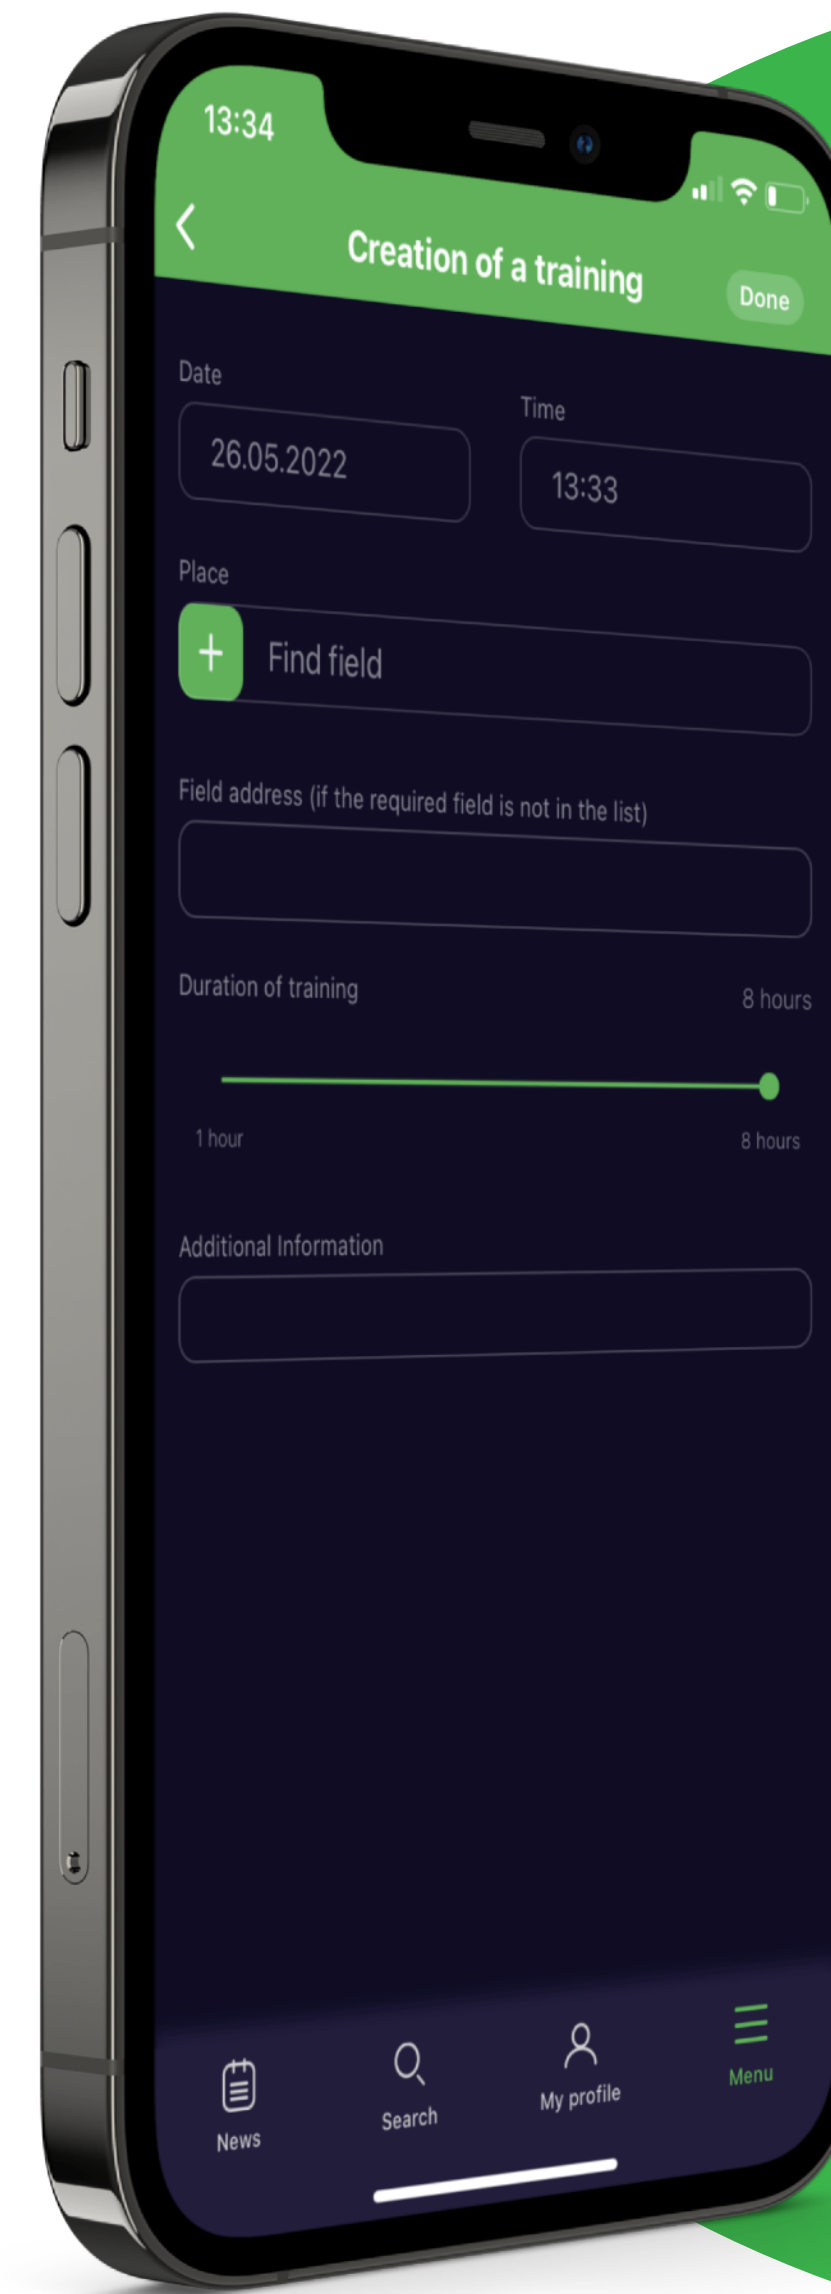 13:34
Creation of a training
Done
Date
Time
26.05.2022
13:33
Place
+ Find field
Field address (if the required field is not in the list)
Duration of training
8 hours
1 hour
8 hours
Additional Information
News
Search
My profile
Menu